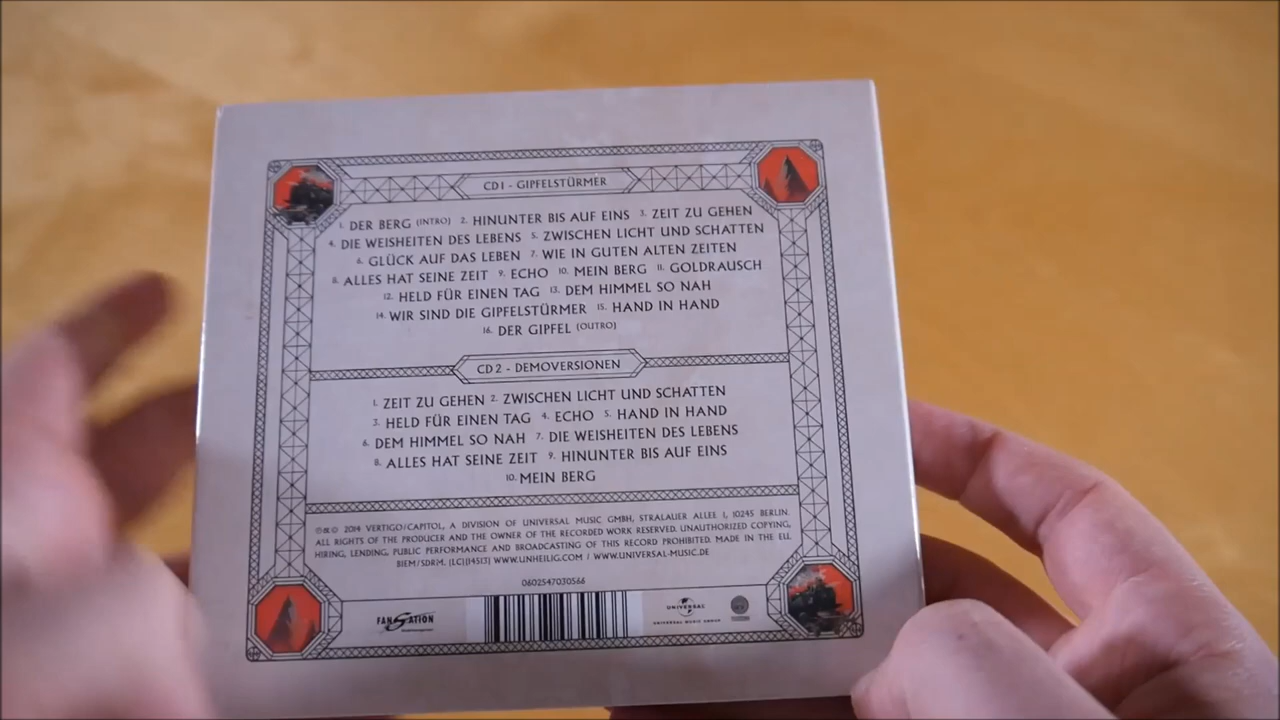 CD 1 - GIPFELSTÜRMER
1. DER BERG (INTRO) 2. HINUNTER BIS AUF EINS 3. ZEIT ZU GEHEN
4. DIE WEISHEITEN DES LEBENS 5. ZWISCHEN LICHT UND SCHATTEN
6. GLÜCK AUF DAS LEBEN 7. WIE IN GUTEN ALTEN ZEITEN
8. ALLES HAT SEINE ZEIT 9. ECHO 10. MEIN BERG 11. GOLDRAUSCH
12. HELD FÜR EINEN TAG 13. DEM HIMMEL SO NAH
14. WIR SIND DIE GIPFELSTÜRMER 15. HAND IN HAND
16. DER GIPFEL (OUTRO)
CD 2 - DEMOVERSIONEN
1. ZEIT ZU GEHEN 2. ZWISCHEN LICHT UND SCHATTEN
3. HELD FÜR EINEN TAG 4. ECHO 5. HAND IN HAND
6. DEM HIMMEL SO NAH 7. DIE WEISHEITEN DES LEBENS
8. ALLES HAT SEINE ZEIT 9. HINUNTER BIS AUF EINS
10. MEIN BERG
℗&© 2014 VERTIGO/CAPITOL, A DIVISION OF UNIVERSAL MUSIC GMBH, STRALAUER ALLEE 1, 10245 BERLIN.
ALL RIGHTS OF THE PRODUCER AND THE OWNER OF THE RECORDED WORK RESERVED. UNAUTHORIZED COPYING,
HIRING, LENDING, PUBLIC PERFORMANCE AND BROADCASTING OF THIS RECORD PROHIBITED. MADE IN THE EU.
BIEM/SDRM. (LC)(14513) WWW.UNHEILIG.COM / WWW.UNIVERSAL-MUSIC.DE
0602547030566
FANSATION
UNIVERSAL
UNIVERSAL MUSIC GROUP